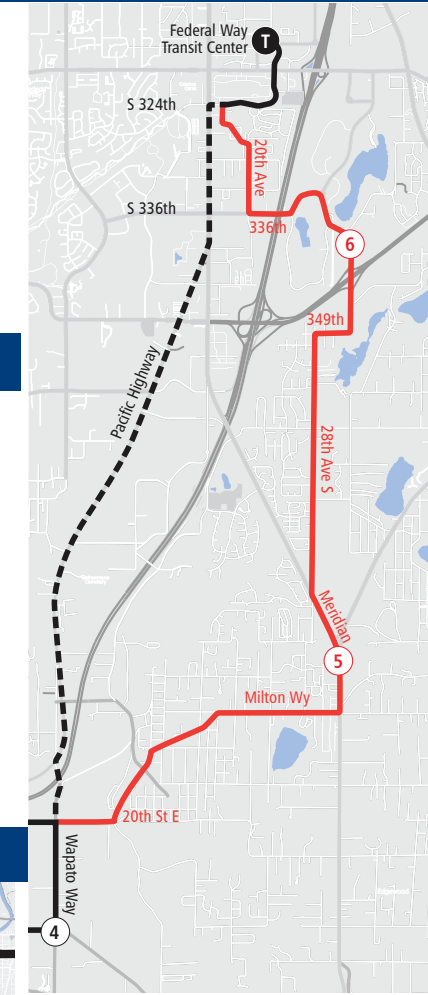 Federal Way
Transit Center
T
S 324th
20th Ave
S 336th
336th
6
349th
Pacific Highway
28th Ave S
Meridian
5
Milton Wy
20th St E
Wapato Way
4
Edgewood